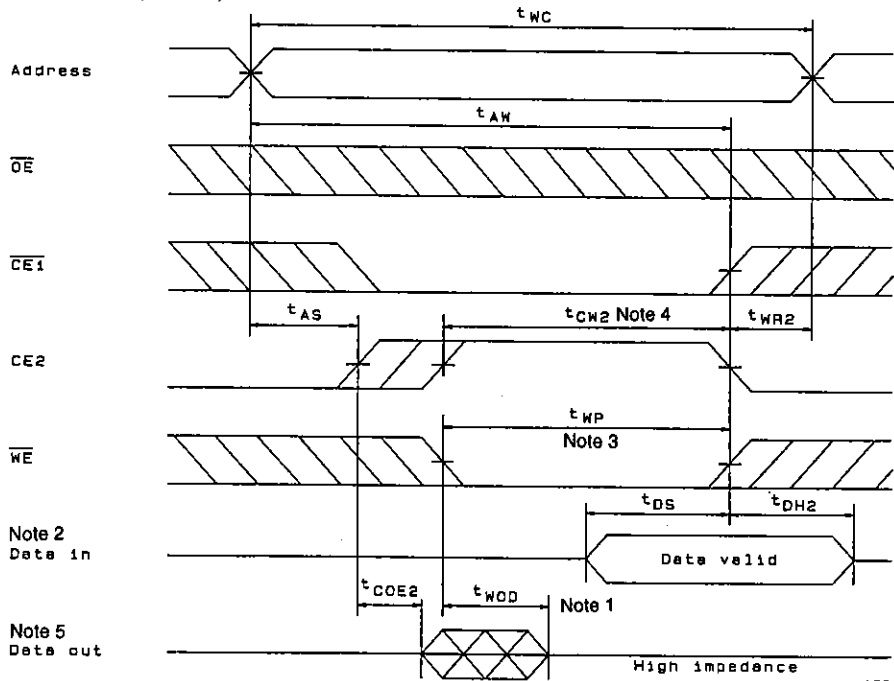 tWC
Address
tAW
OE
CE1
tAS
tCW2 Note 4
tWR2
CE2
tWP
Note 3
WE
tDS
tDH2
Note 2
Data in
Data valid
tCOE2
tWOD
Note 1
Note 5
Data out
High impedance